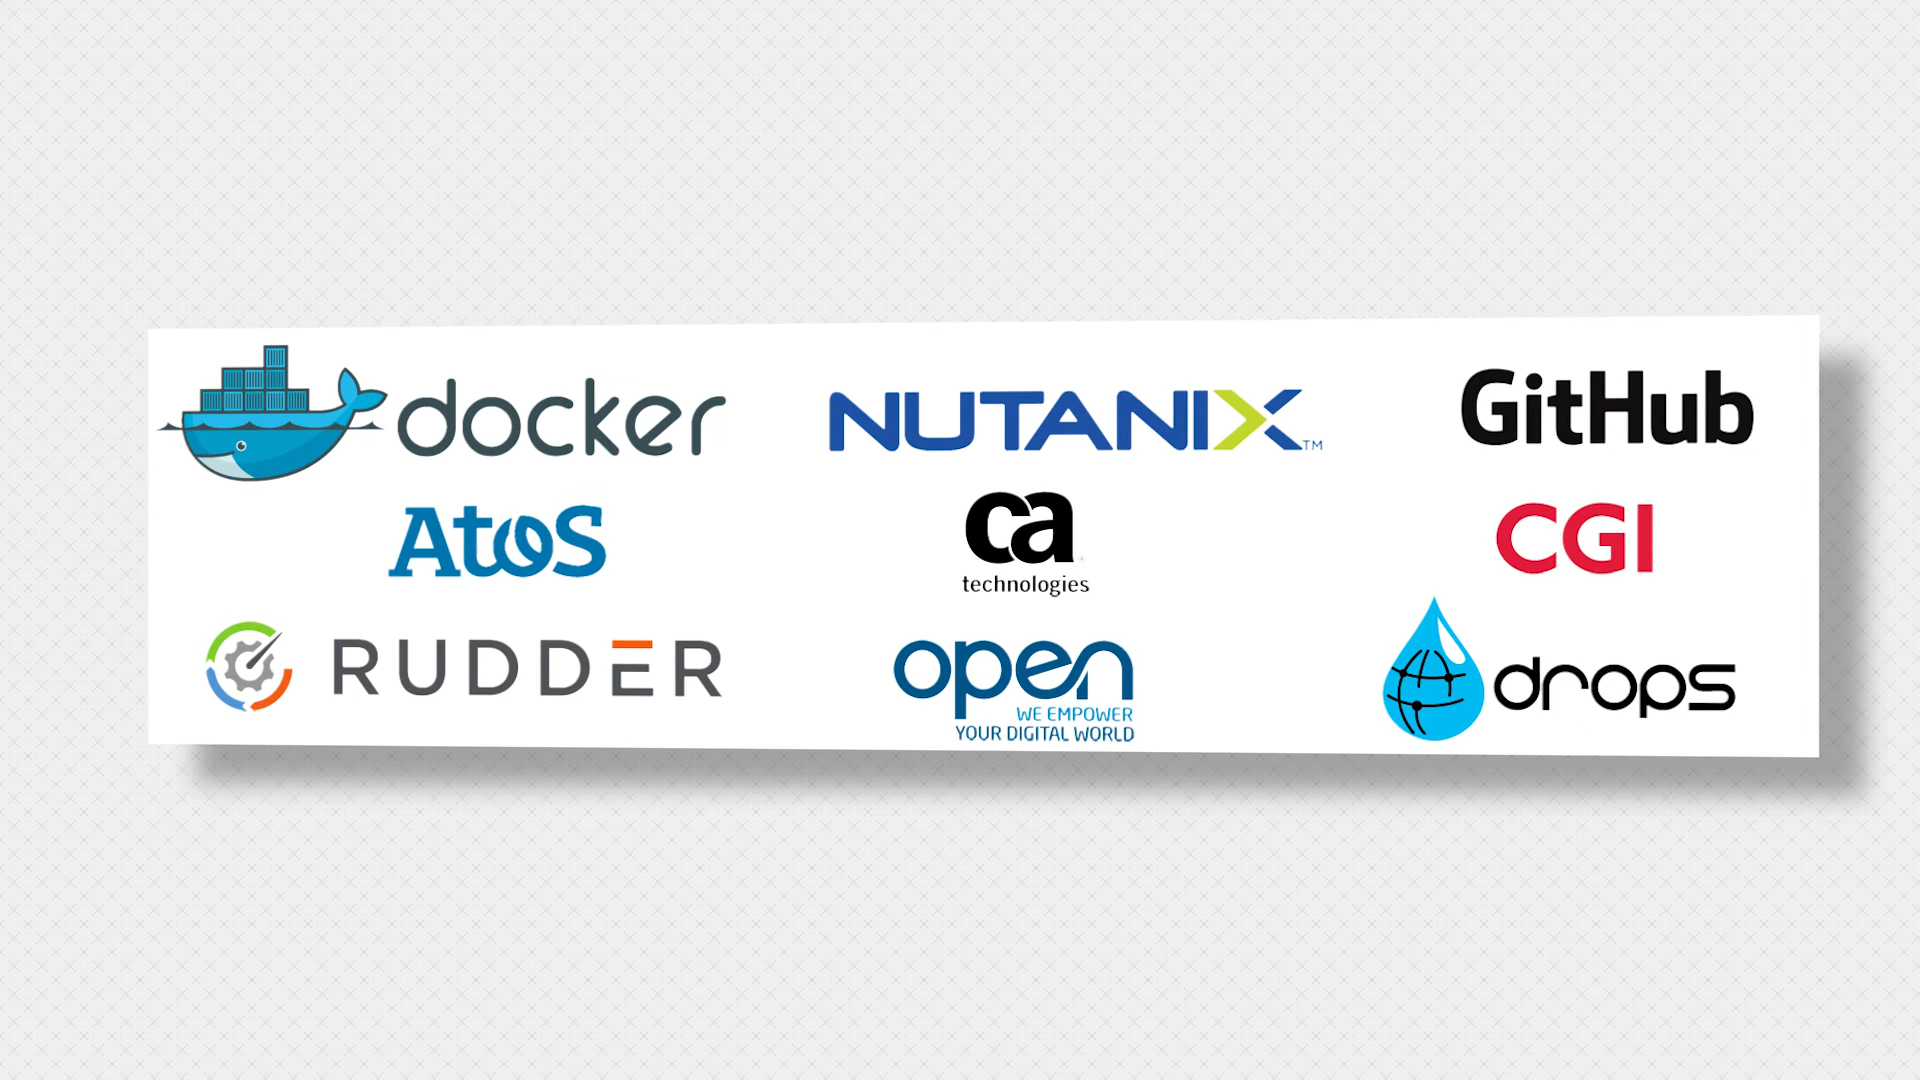 docker
NUTANIX™
GitHub
Atos
ca
technologies
CGI
RUDDER
open
WE EMPOWER
YOUR DIGITAL WORLD
drops